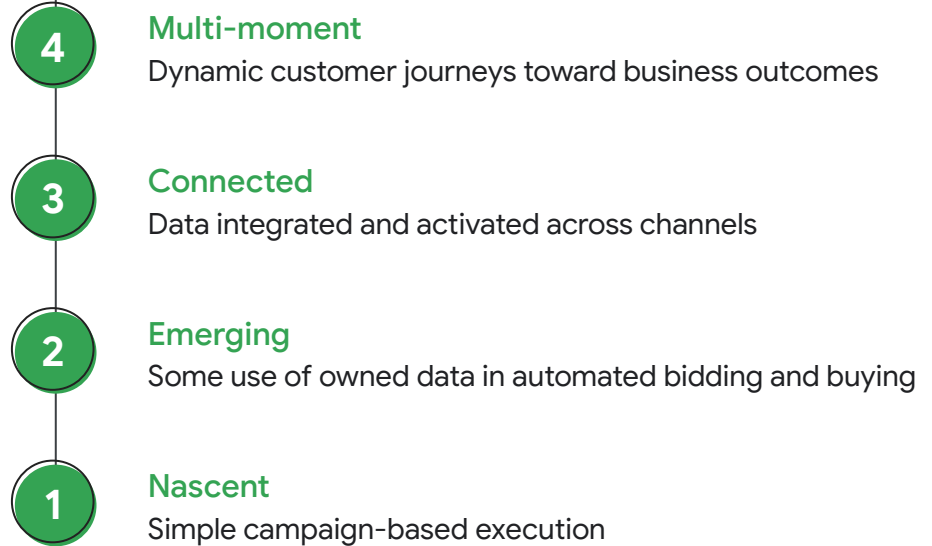 4
Multi-moment
Dynamic customer journeys toward business outcomes
3
Connected
Data integrated and activated across channels
2
Emerging
Some use of owned data in automated bidding and buying
1
Nascent
Simple campaign-based execution